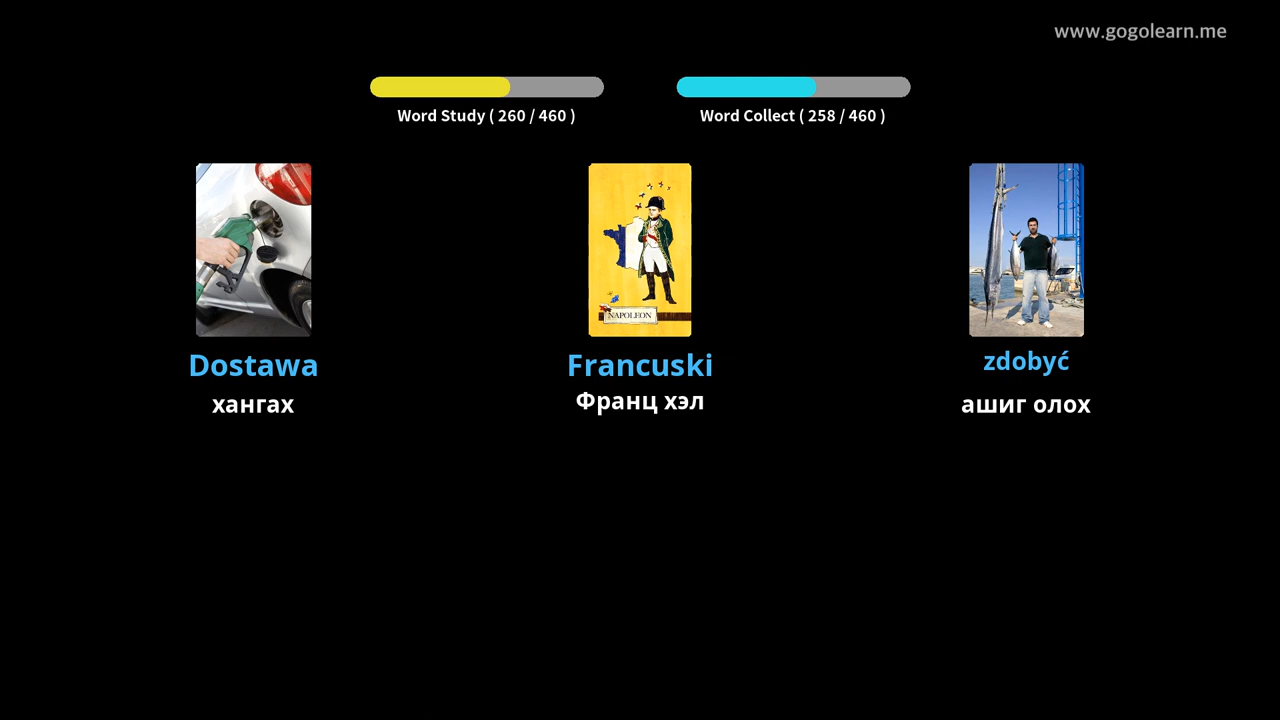 www.gogolearn.me
Word Study ( 260 / 460 )
Word Collect ( 258 / 460 )
NAPOLEON
Dostawa
Francuski
zdobyć
хангах
Франц хэл
ашиг олох